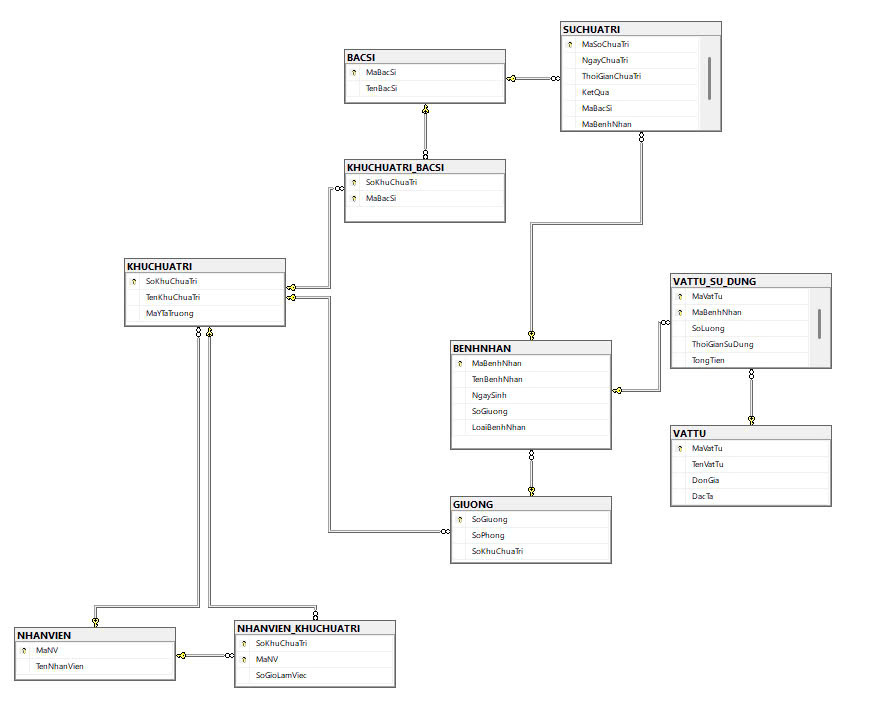 SUCHUATRI
MaSoChuaTri
NgayChuaTri
ThoiGianChuaTri
KetQua
MaBacSi
MaBenhNhan
BACSI
MaBacSi
TenBacSi
KHUCHUATRI_BACSI
SoKhuChuaTri
MaBacSi
KHUCHUATRI
SoKhuChuaTri
TenKhuChuaTri
MaYTaTruong
VATTU_SU_DUNG
MaVatTu
MaBenhNhan
SoLuong
ThoiGianSuDung
TongTien
BENHNHAN
MaBenhNhan
TenBenhNhan
NgaySinh
SoGiuong
LoaiBenhNhan
VATTU
MaVatTu
TenVatTu
DonGia
DacTa
GIUONG
SoGiuong
SoPhong
SoKhuChuaTri
NHANVIEN
MaNV
TenNhanVien
NHANVIEN_KHUCHUATRI
SoKhuChuaTri
MaNV
SoGioLamViec